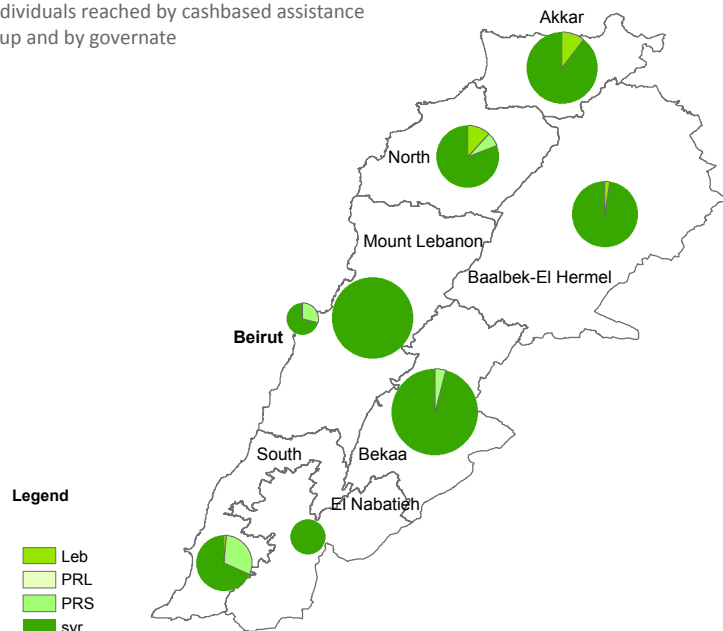 dividuals reached by cashbased assistance
up and by governate
Akkar
North
Mount Lebanon
Baalbek-El Hermel
Beirut
South
Bekaa
El Nabatieh
Legend
Leb
PRL
PRS
syr